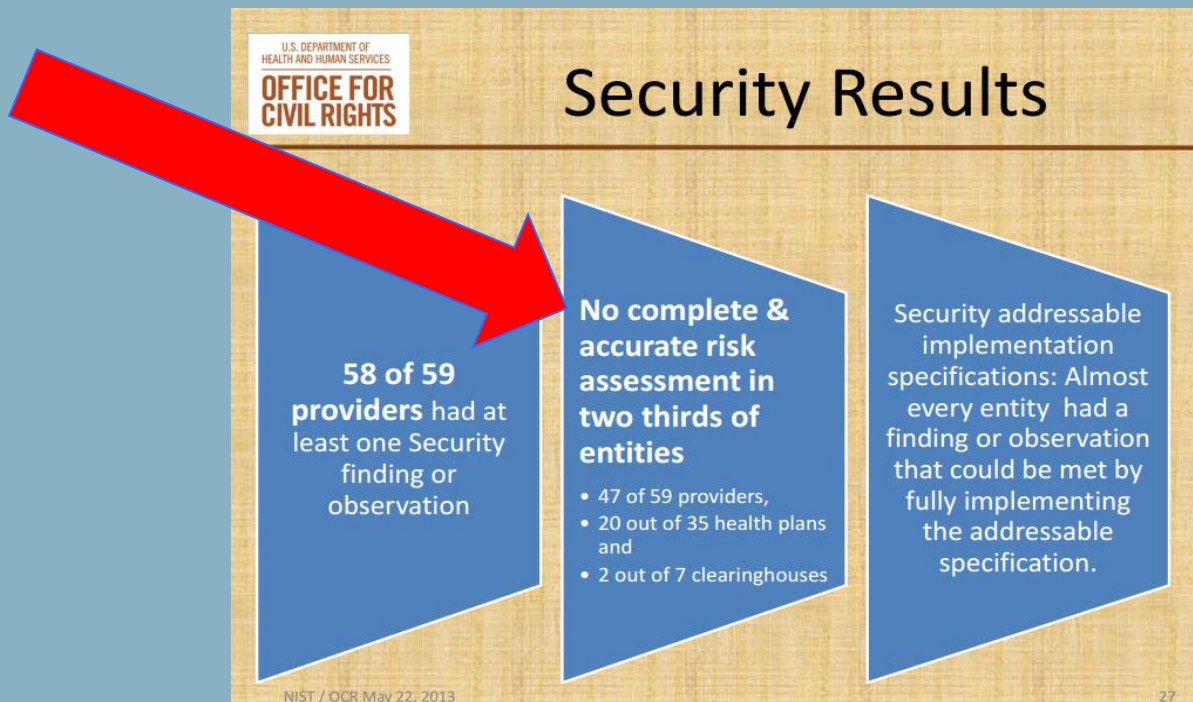 U.S. DEPARTMENT OF
HEALTH AND HUMAN SERVICES
OFFICE FOR
CIVIL RIGHTS
Security Results
58 of 59
providers had at
least one Security
finding or
observation
No complete &
accurate risk
assessment in
two thirds of
entities
• 47 of 59 providers,
• 20 out of 35 health plans
and
• 2 out of 7 clearinghouses
Security addressable
implementation
specifications: Almost
every entity had a
finding or observation
that could be met by
fully implementing
the addressable
specification.
NIST / OCR May 22, 2013
27